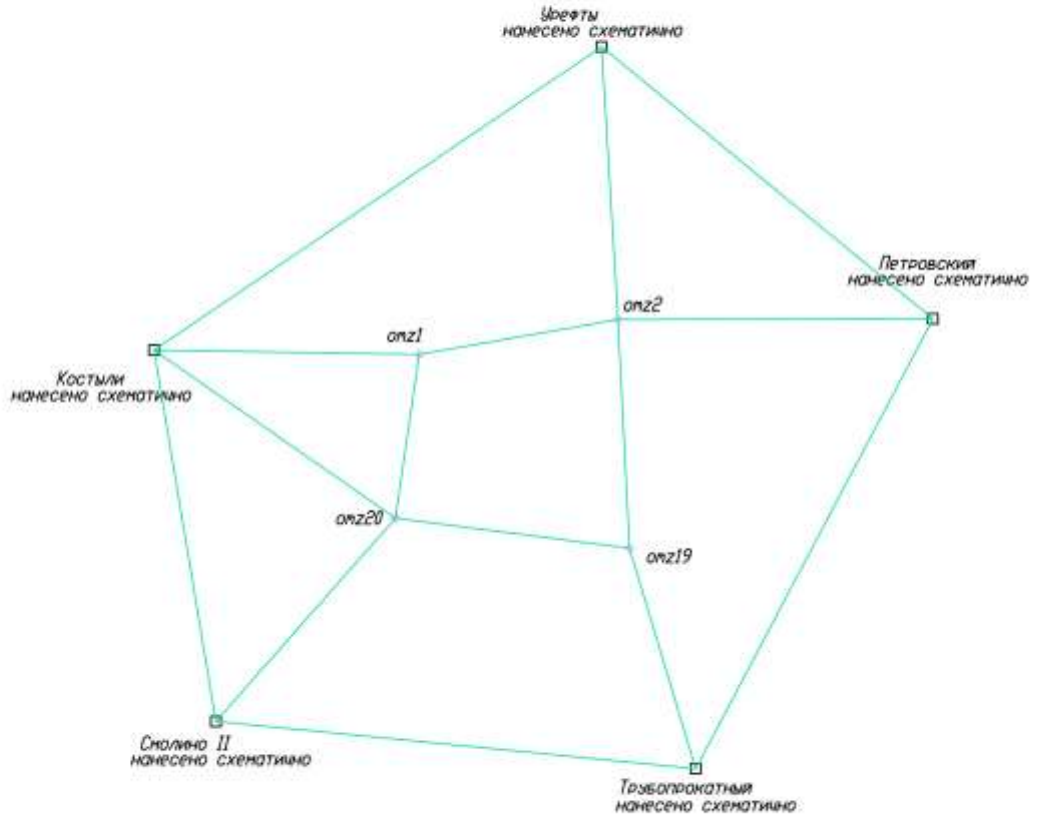 Урефты
нанесено схематично
Петровский
нанесено схематично
omz2
omz1
Костыли
нанесено схематично
omz20
omz19
Смолино II
нанесено схематично
Трубопрокатный
нанесено схематично